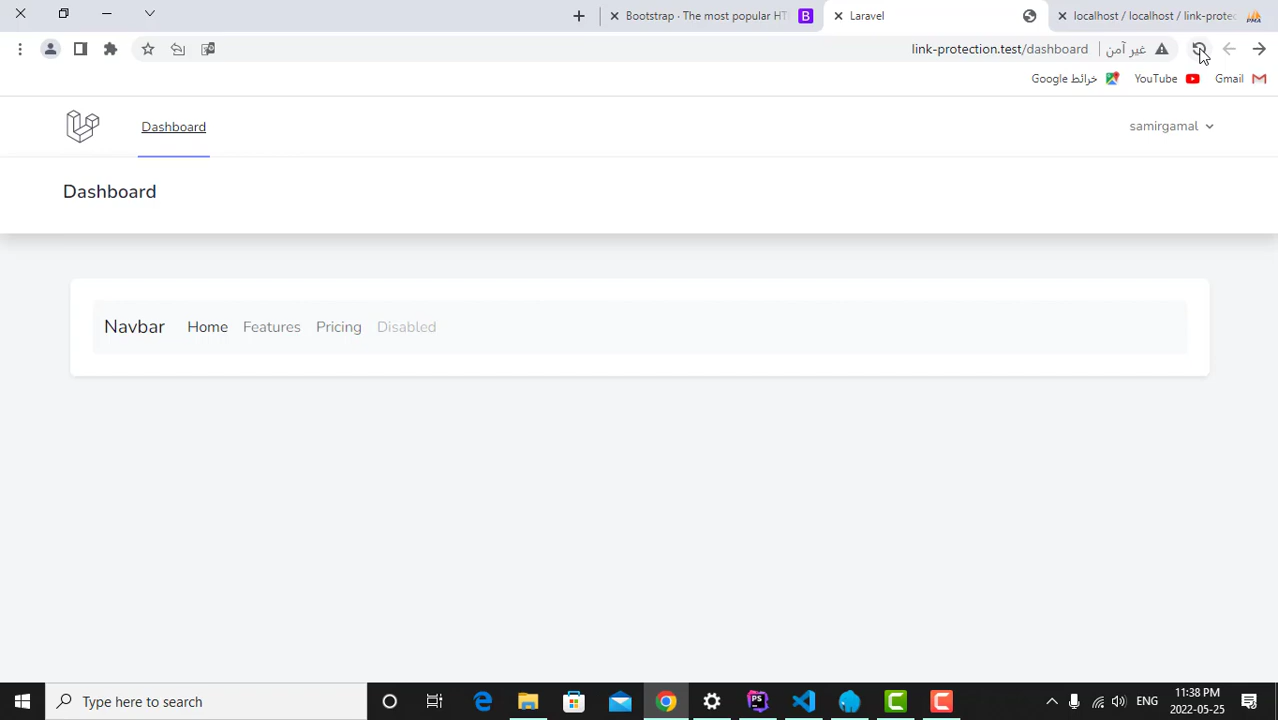 Bootstrap · The most popular HT
Laravel
localhost / localhost / link-protec
link-protection.test/dashboard
غير آمن
خرائط Google
YouTube
Gmail
Dashboard
samirgamal
Dashboard
Navbar Home Features Pricing Disabled
Type here to search
ENG
11:38 PM
2022-05-25